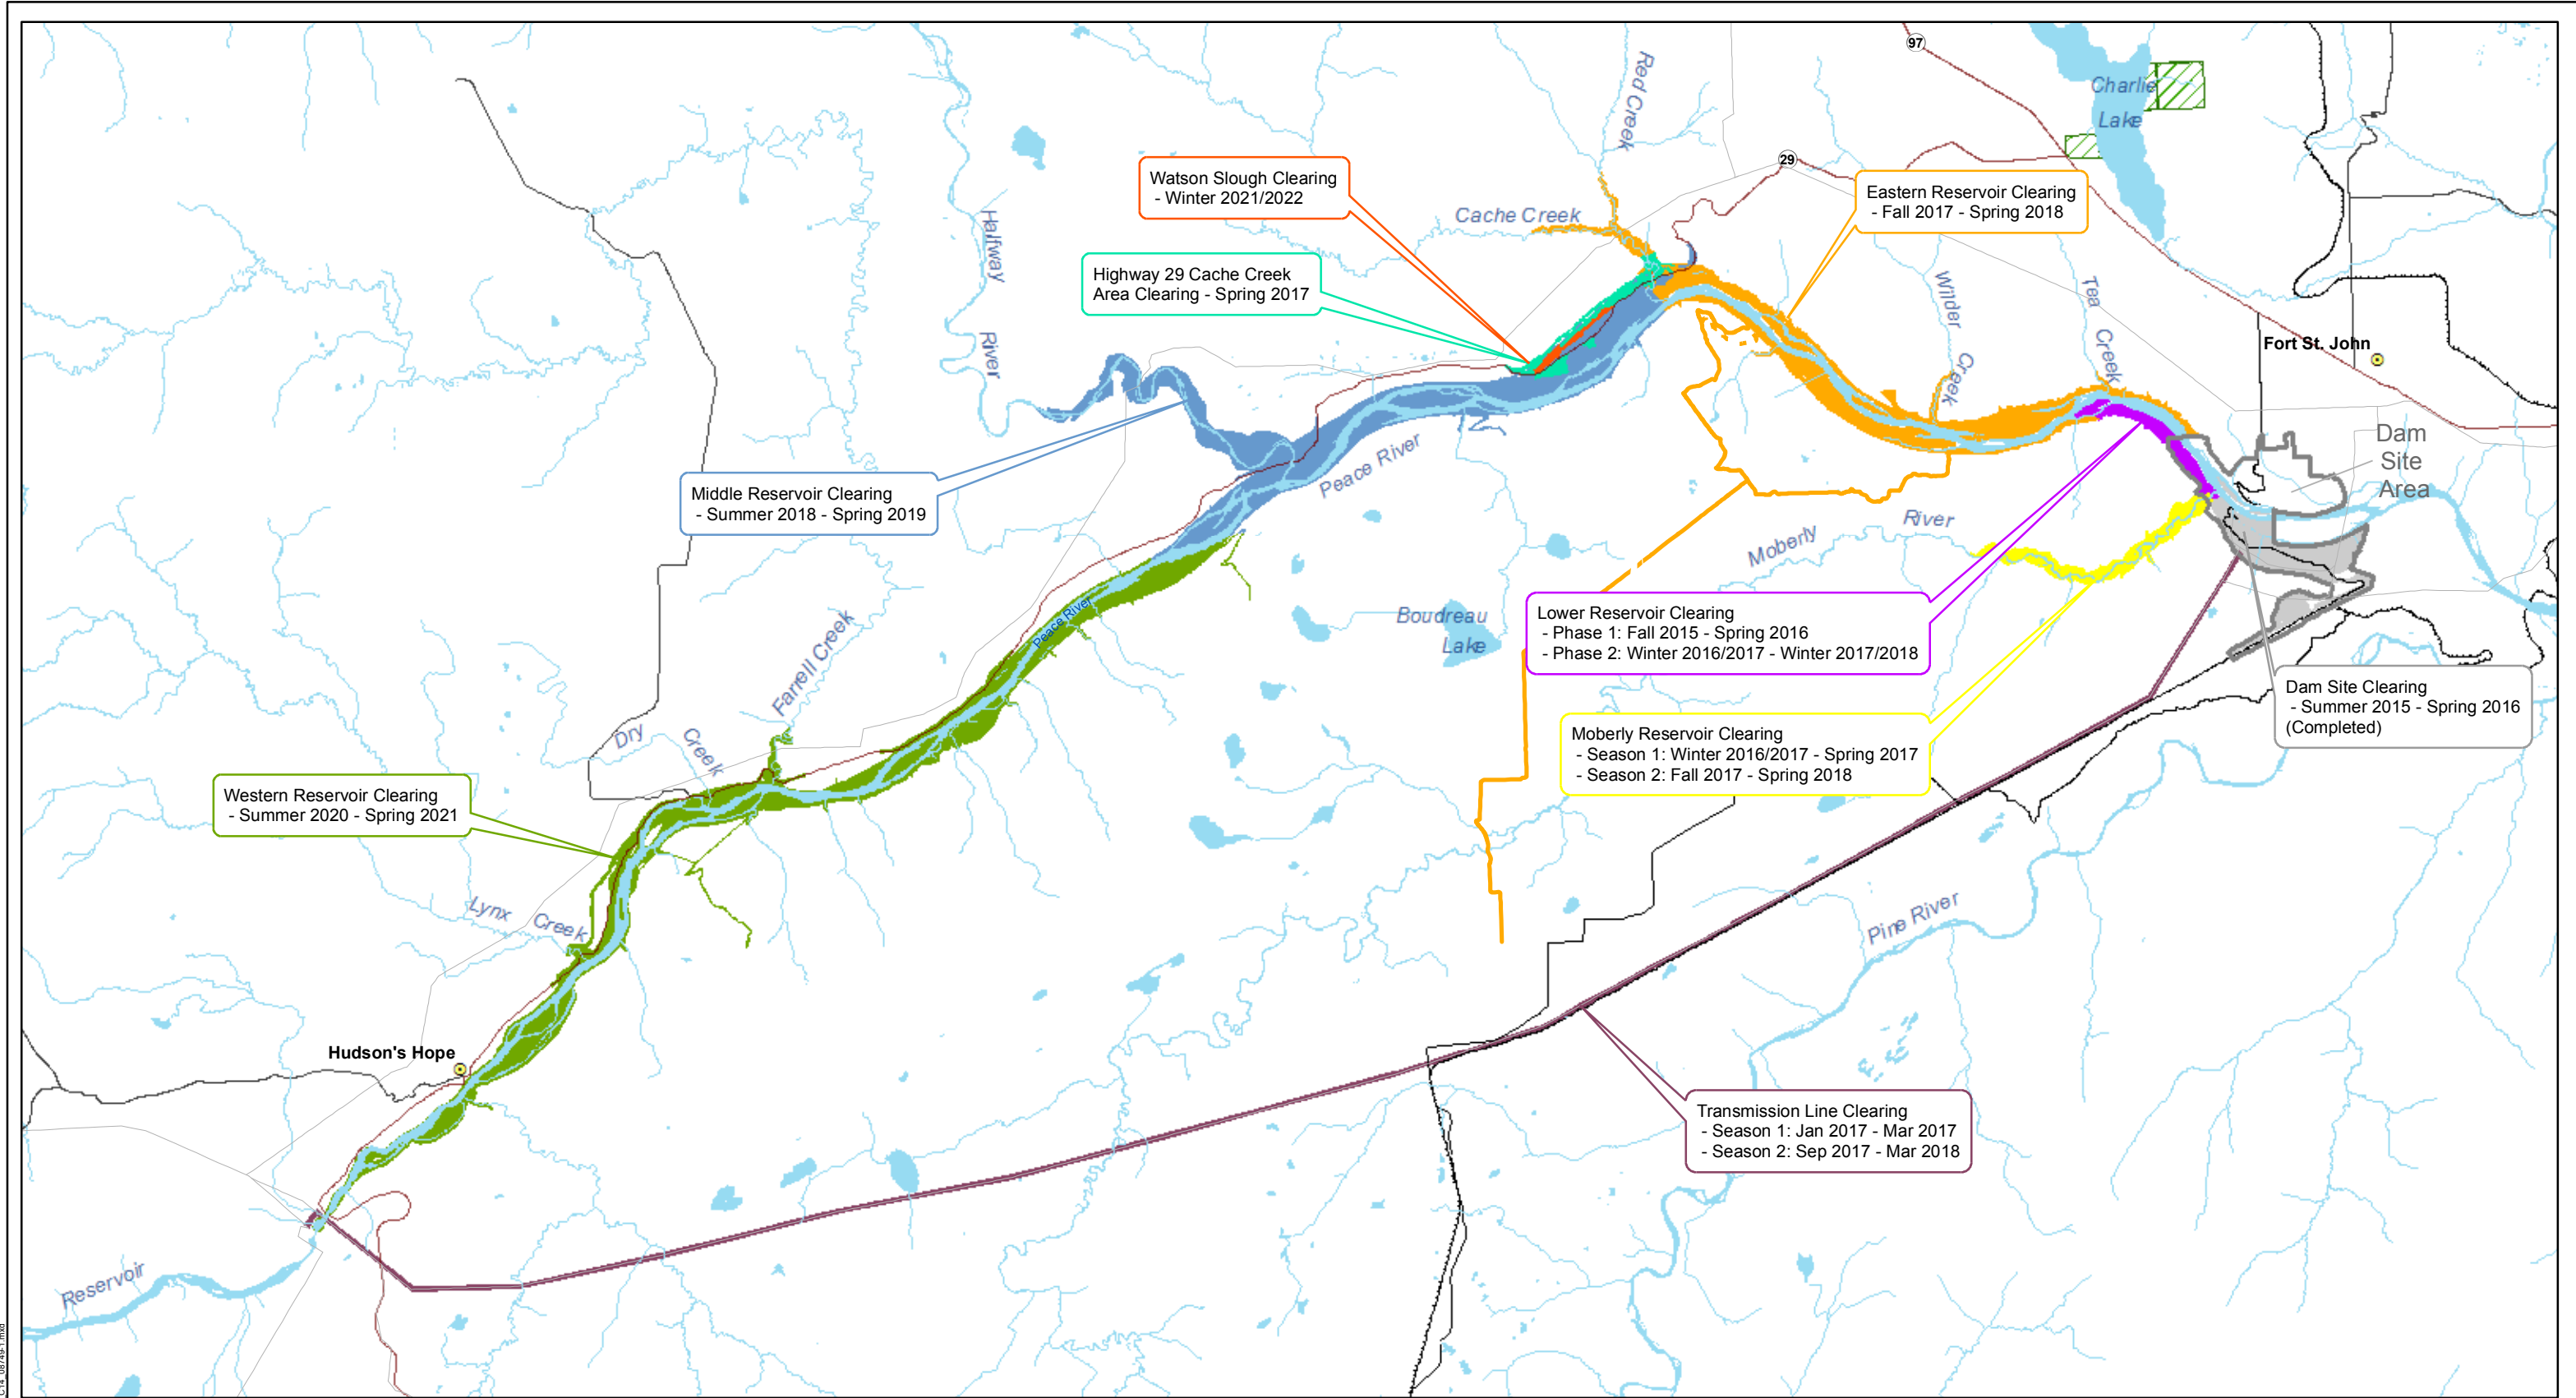 97
Charlie
Lake
Red Creek
29
Watson Slough Clearing
- Winter 2021/2022
Eastern Reservoir Clearing
- Fall 2017 - Spring 2018
Cache Creek
Halfway
River
Highway 29 Cache Creek
Area Clearing - Spring 2017
Wilder
Creek
Tea
Creek
Fort St. John
Dam
Site
Area
Middle Reservoir Clearing
- Summer 2018 - Spring 2019
Peace River
Moberly
River
Peace River
Boudreau
Lake
Lower Reservoir Clearing
- Phase 1: Fall 2015 - Spring 2016
- Phase 2: Winter 2016/2017 - Winter 2017/2018
Farrell Creek
Dry
Creek
Dam Site Clearing
- Summer 2015 - Spring 2016
(Completed)
Moberly Reservoir Clearing
- Season 1: Winter 2016/2017 - Spring 2017
- Season 2: Fall 2017 - Spring 2018
Western Reservoir Clearing
- Summer 2020 - Spring 2021
Lynx
Creek
Pine River
Hudson's Hope
Transmission Line Clearing
- Season 1: Jan 2017 - Mar 2017
- Season 2: Sep 2017 - Mar 2018
Reservoir